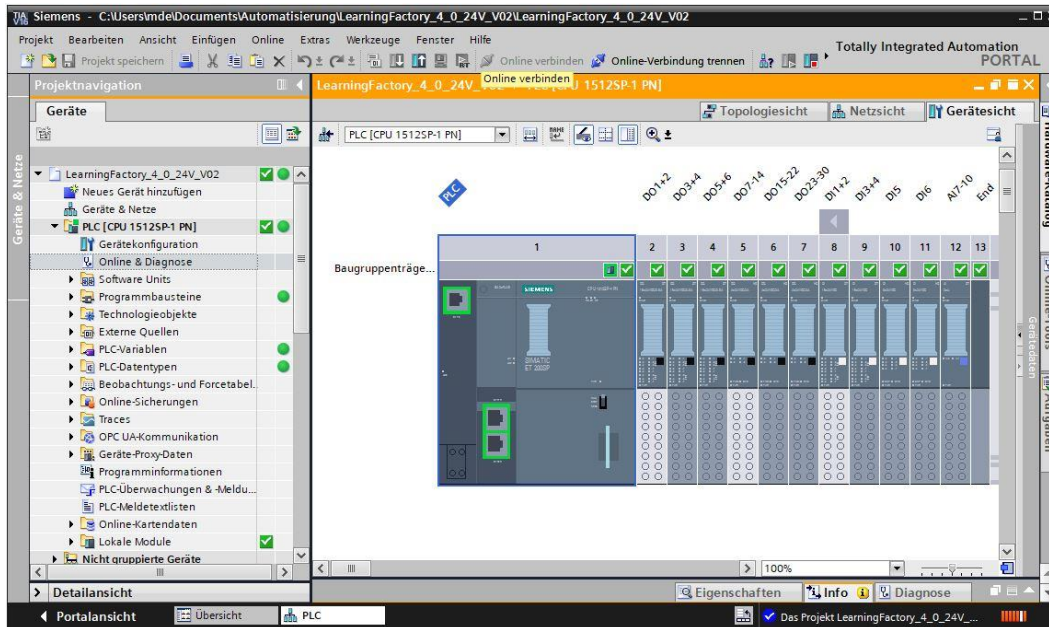 Siemens - C:\Users\mde\Documents\Automatisierung\LearningFactory_4_0_24V_V02\LearningFactory_4_0_24V_V02
Projekt Bearbeiten Ansicht Einfügen Online Extras Werkzeuge Fenster Hilfe
Totally Integrated Automation
PORTAL
Projekt speichern
Online verbinden
Online-Verbindung trennen
Online verbinden
Projektnavigation
LearningFactory_4_0_24V_
PLC [CPU 1512SP-1 PN]
Geräte
Topologiesicht
Netzsicht
Gerätesicht
PLC [CPU 1512SP-1 PN]
Geräte & Netze
LearningFactory_4_0_24V_V02
Neues Gerät hinzufügen
Geräte & Netze
PLC [CPU 1512SP-1 PN]
Gerätekonfiguration
Online & Diagnose
Software Units
Programmbausteine
Technologieobjekte
Externe Quellen
PLC-Variablen
PLC-Datentypen
Beobachtungs- und Forcetabel..
Online-Sicherungen
Traces
OPC UA-Kommunikation
Geräte-Proxy-Daten
Programminformationen
PLC-Überwachungen & -Meldu...
PLC-Meldetextlisten
Online-Kartendaten
Lokale Module
Nicht gruppierte Geräte
Detailansicht
PLC
DO1+2
DO3+4
DO5+6
DO7-14
DO15-22
DO23-30
DI1+2
DI3+4
DI5
DI6
AI7-10
End
1 2 3 4 5 6 7 8 9 10 11 12 13
Baugruppenträge...
SIEMENS
SIMATIC
ET 200SP
100%
Gerätedaten
Hardware-Katalog
Online-Tools
Aufgaben
Eigenschaften
Info
Diagnose
Portalansicht
Übersicht
PLC
Das Projekt LearningFactory_4_0_24V_...